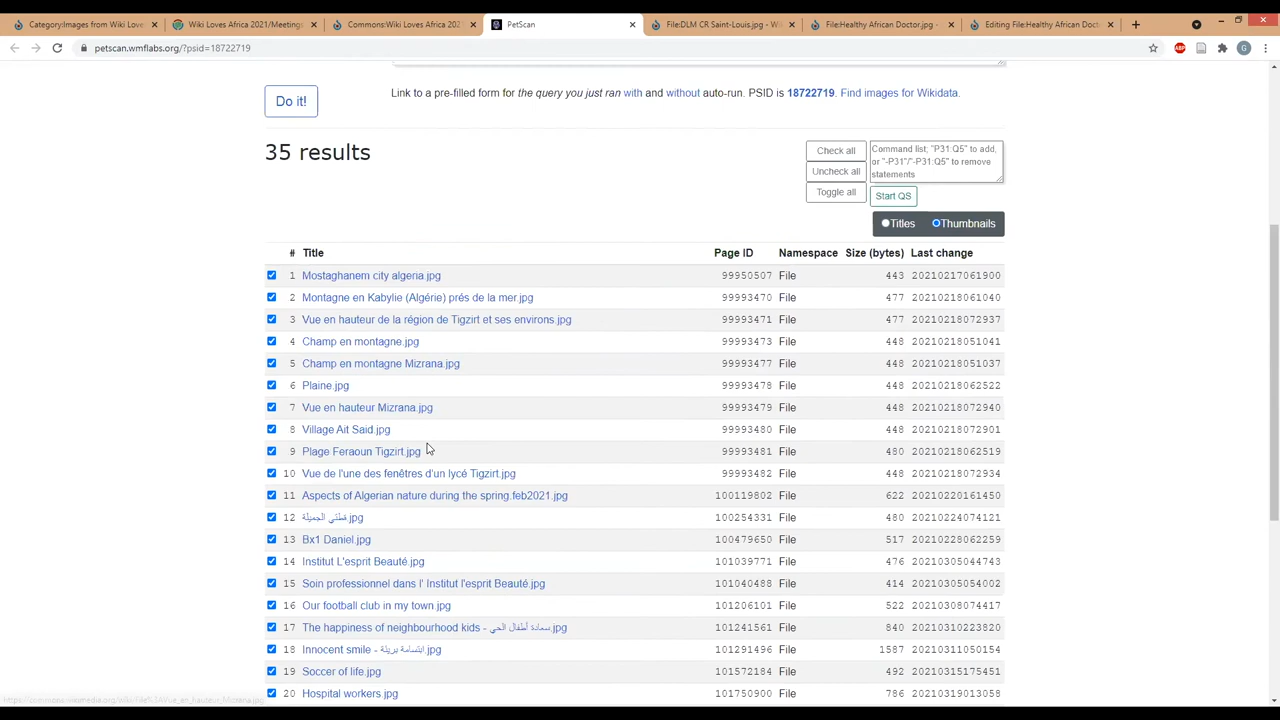 Category:Images from Wiki Love
Wiki Loves Africa 2021/Meetings
Commons:Wiki Loves Africa 202
PetScan
File:DLM CR Saint-Louis.jpg - Wi
File:Healthy African Doctor.jpg -
Editing File:Healthy African Doct
petscan.wmflabs.org/?psid=18722719
Do it!
Link to a pre-filled form for the query you just ran with and without auto-run. PSID is 18722719. Find images for Wikidata.
35 results
Check all
Uncheck all
Toggle all
Command list, "P31:Q5" to add,
or "-P31"/"-P31:Q5" to remove
statements
Start QS
Titles Thumbnails
# Title Page ID Namespace Size (bytes) Last change
1 Mostaghanem city algeria.jpg 99950507 File 443 20210217061900
2 Montagne en Kabylie (Algérie) prés de la mer.jpg 99993470 File 477 20210218061040
3 Vue en hauteur de la région de Tigzirt et ses environs.jpg 99993471 File 477 20210218072937
4 Champ en montagne.jpg 99993473 File 448 20210218051041
5 Champ en montagne Mizrana.jpg 99993477 File 448 20210218051037
6 Plaine.jpg 99993478 File 448 20210218062522
7 Vue en hauteur Mizrana.jpg 99993479 File 448 20210218072940
8 Village Ait Said.jpg 99993480 File 448 20210218072901
9 Plage Feraoun Tigzirt.jpg 99993481 File 480 20210218062519
10 Vue de l'une des fenêtres d'un lycé Tigzirt.jpg 99993482 File 448 20210218072934
11 Aspects of Algerian nature during the spring.feb2021.jpg 100119802 File 622 20210220161450
12 قطتي الجميلة.jpg 100254331 File 480 20210224074121
13 Bx1 Daniel.jpg 100479650 File 517 20210228062259
14 Institut L'esprit Beauté.jpg 101039771 File 476 20210305044743
15 Soin professionnel dans l' Institut l'esprit Beauté.jpg 101040488 File 414 20210305054002
16 Our football club in my town.jpg 101206101 File 522 20210308074417
17 The happiness of neighbourhood kids - سعادة أطفال الحي.jpg 101241561 File 840 20210310223820
18 Innocent smile - ابتسامة بريئة.jpg 101291496 File 1587 20210311050154
19 Soccer of life.jpg 101572184 File 492 20210315175451
20 Hospital workers.jpg 101750900 File 786 20210319013058